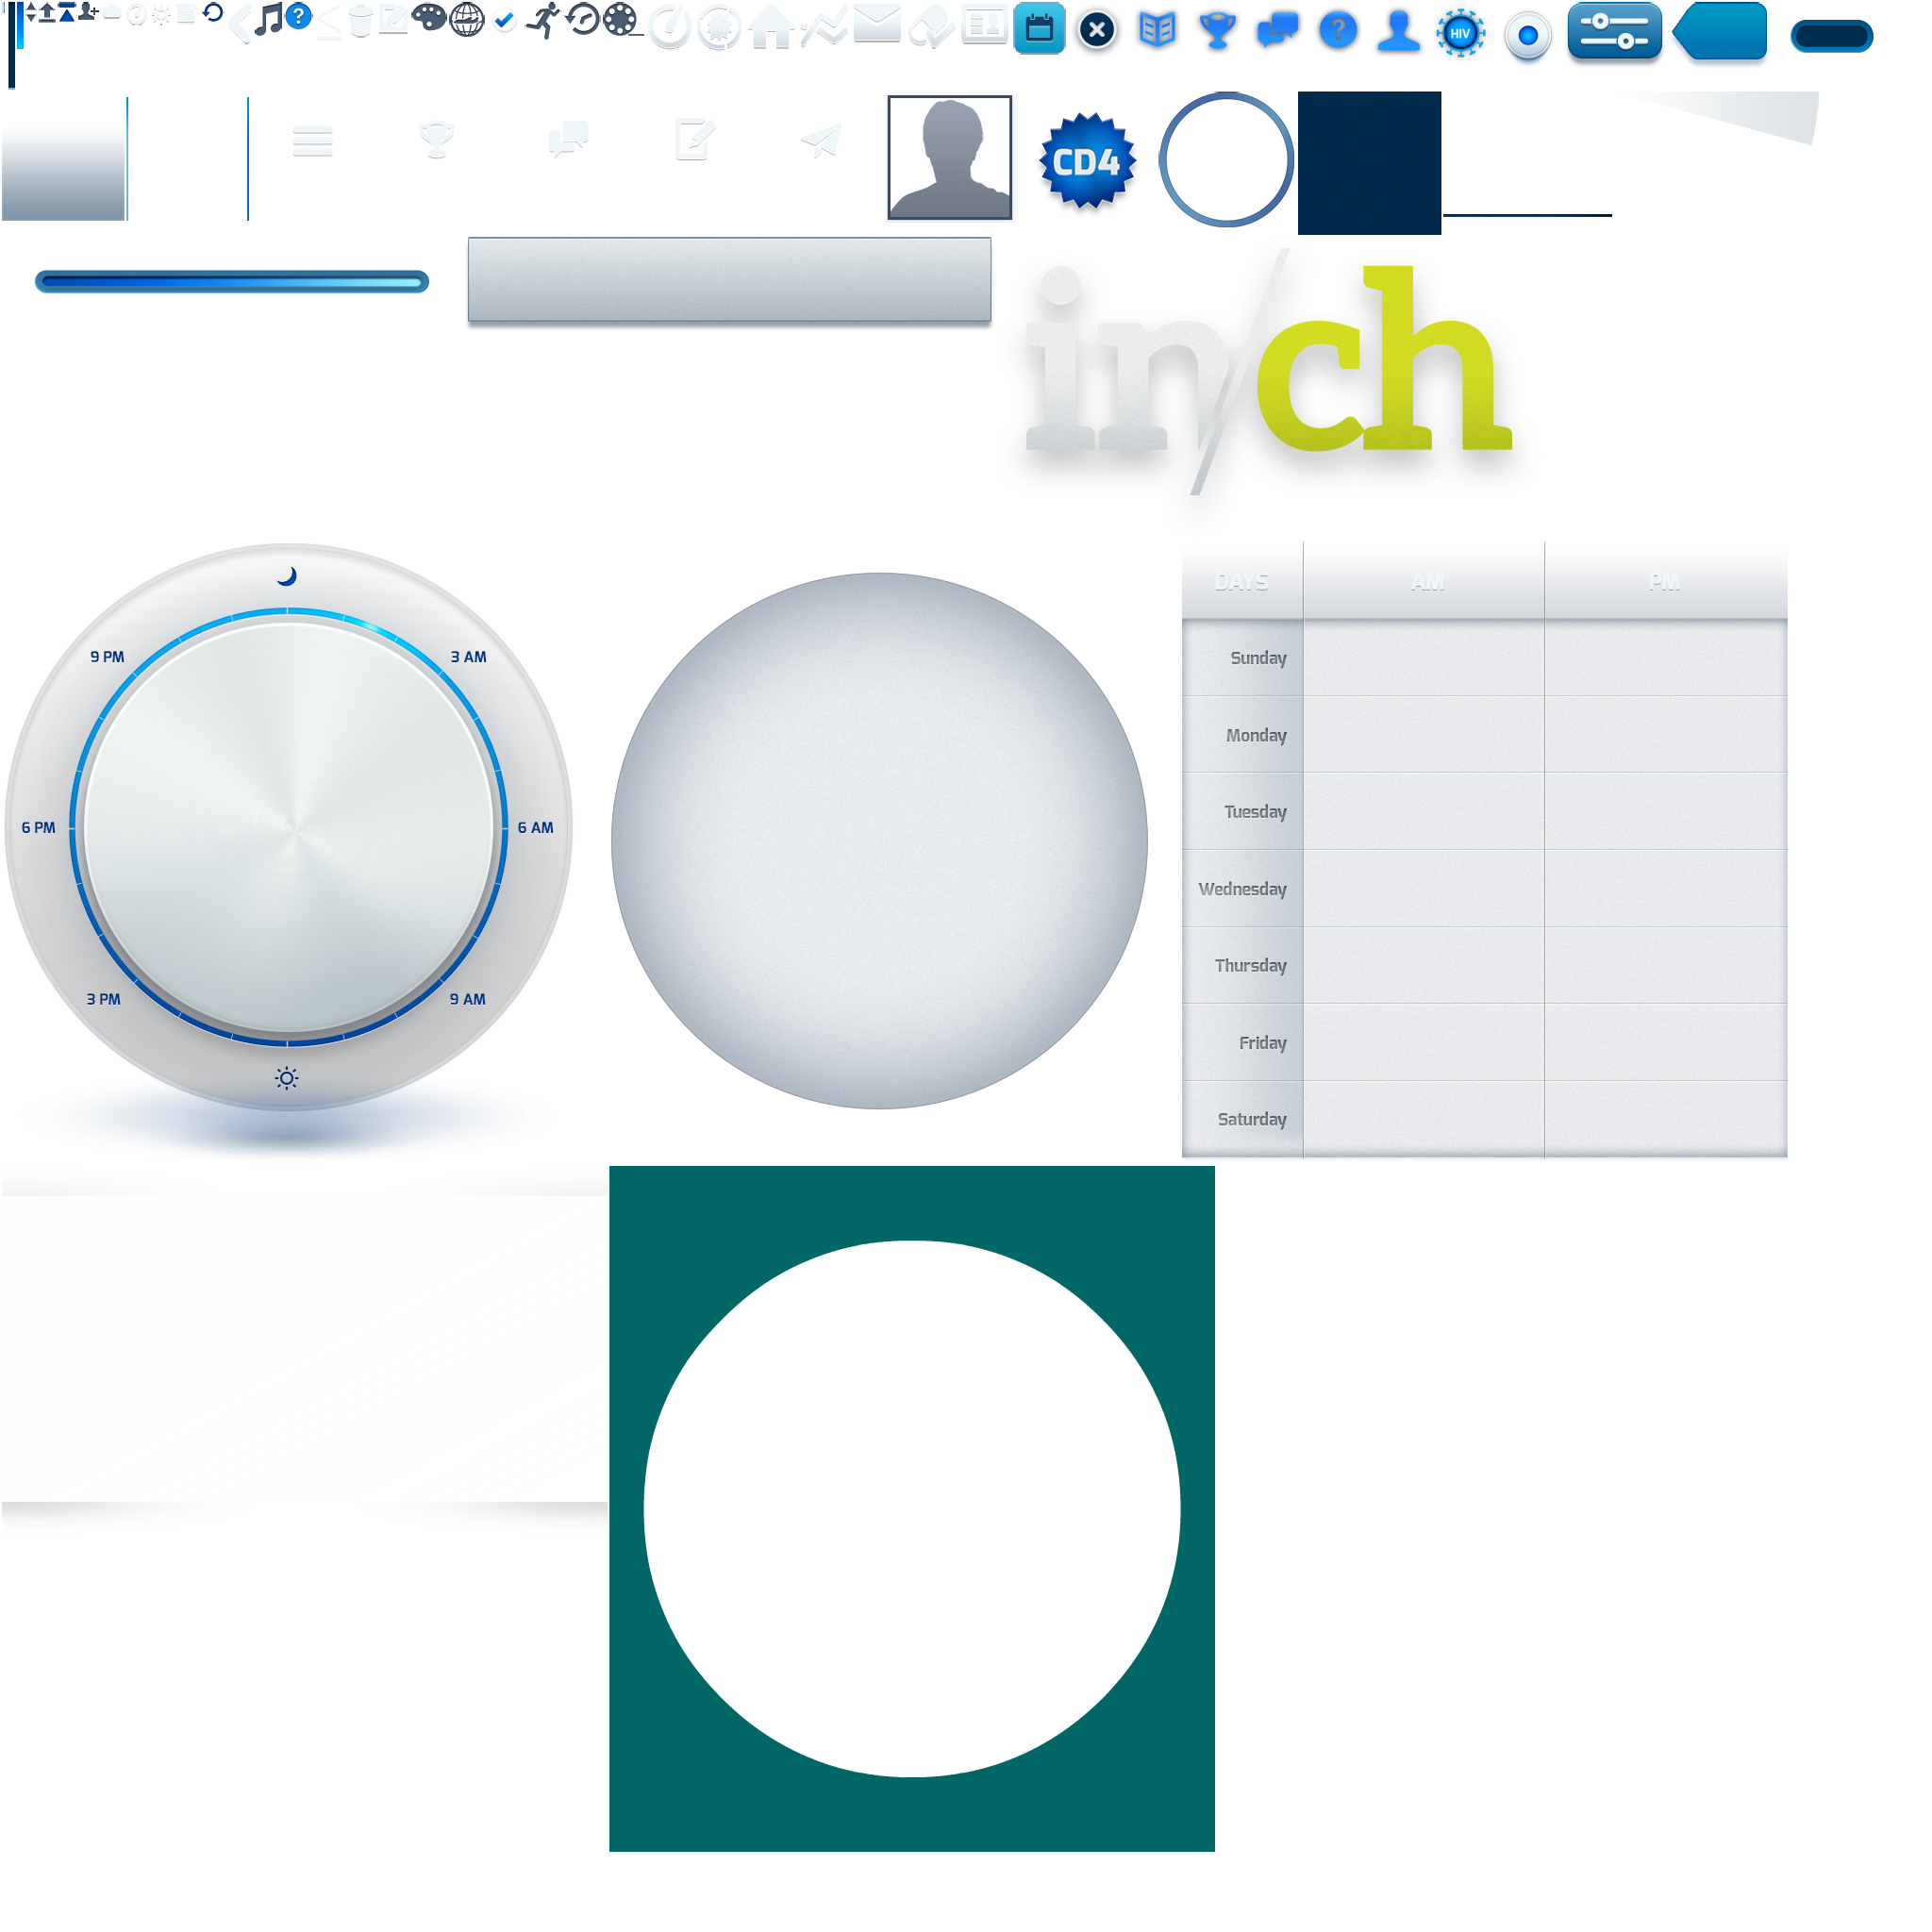 ?
?
HIV
CD4
in/ch
DAYS AM PM
Sunday
Monday
Tuesday
Wednesday
Thursday
Friday
Saturday
9 PM
3 AM
6 PM
6 AM
3 PM
9 AM